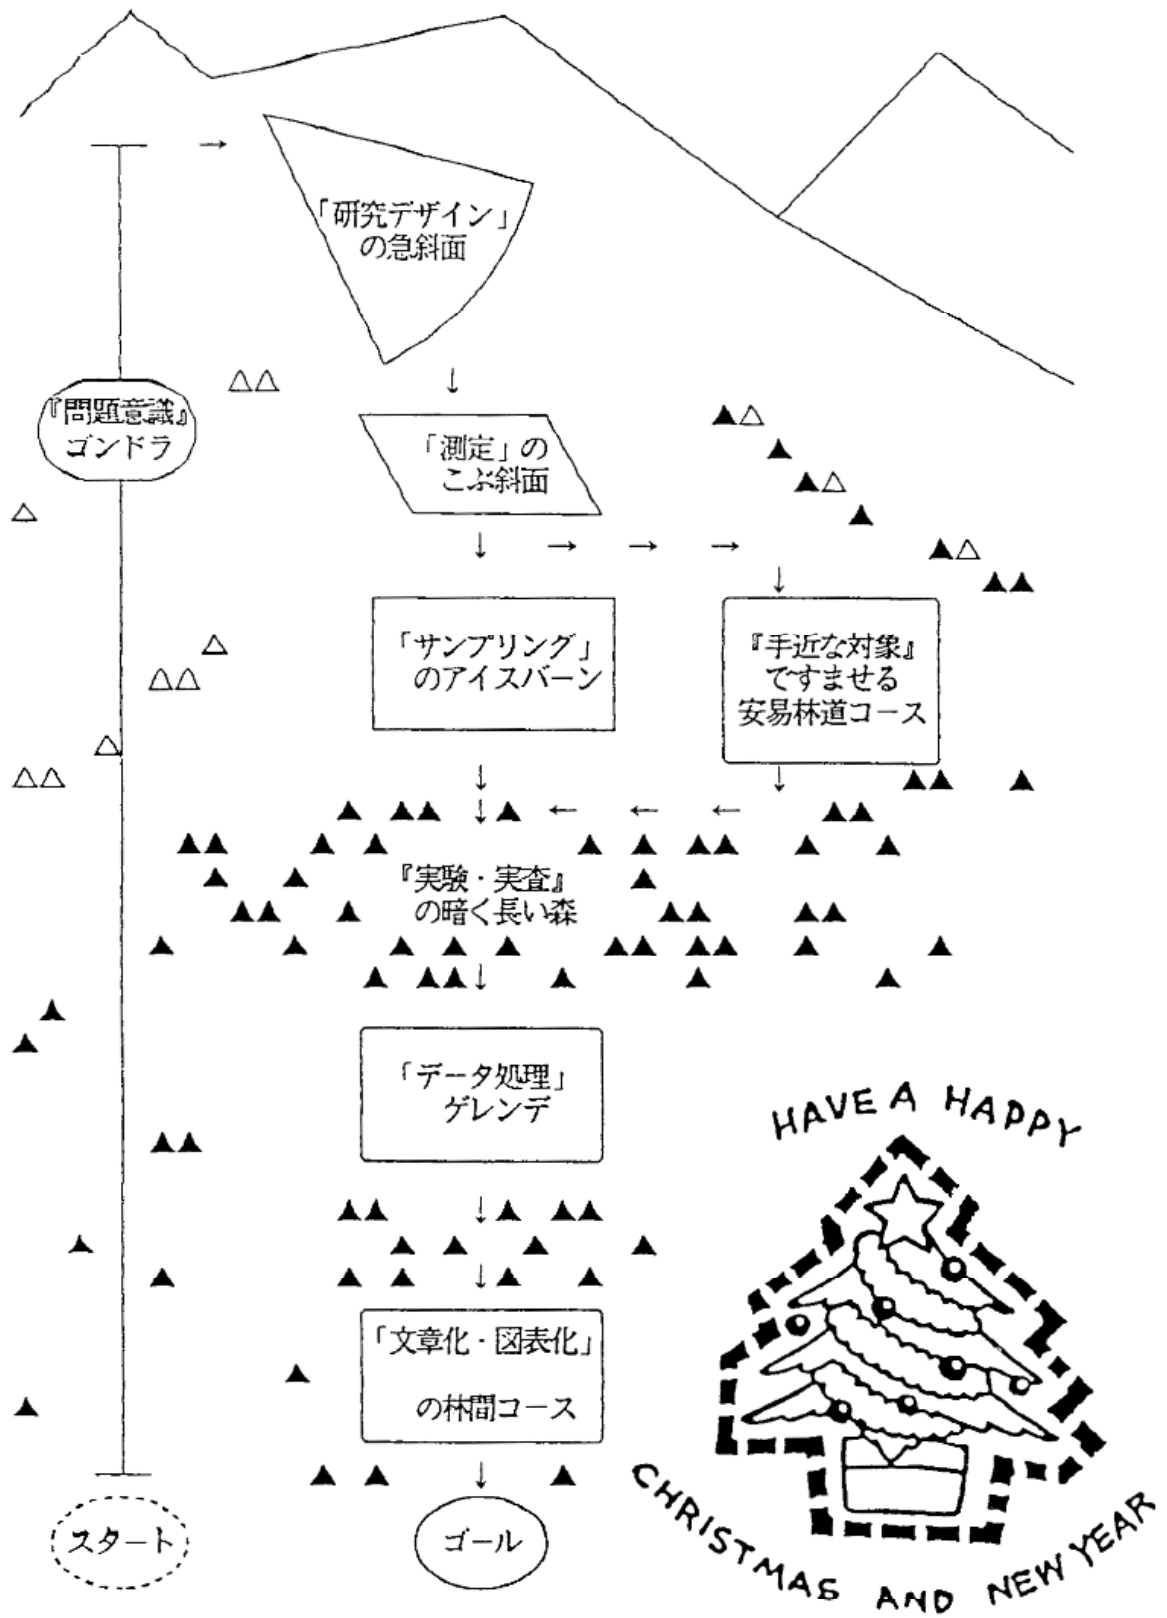 「研究デザイン」
の急斜面
『問題意識』
ゴンドラ
「測定」の
こぶ斜面
「サンプリング」
のアイスバーン
『手近な対象』
ですませる
安易林道コース
『実験・実査』
の暗く長い森
「データ処理」
ゲレンデ
「文章化・図表化」
の林間コース
スタート
ゴール
HAVE A HAPPY
CHRISTMAS AND NEW YEAR